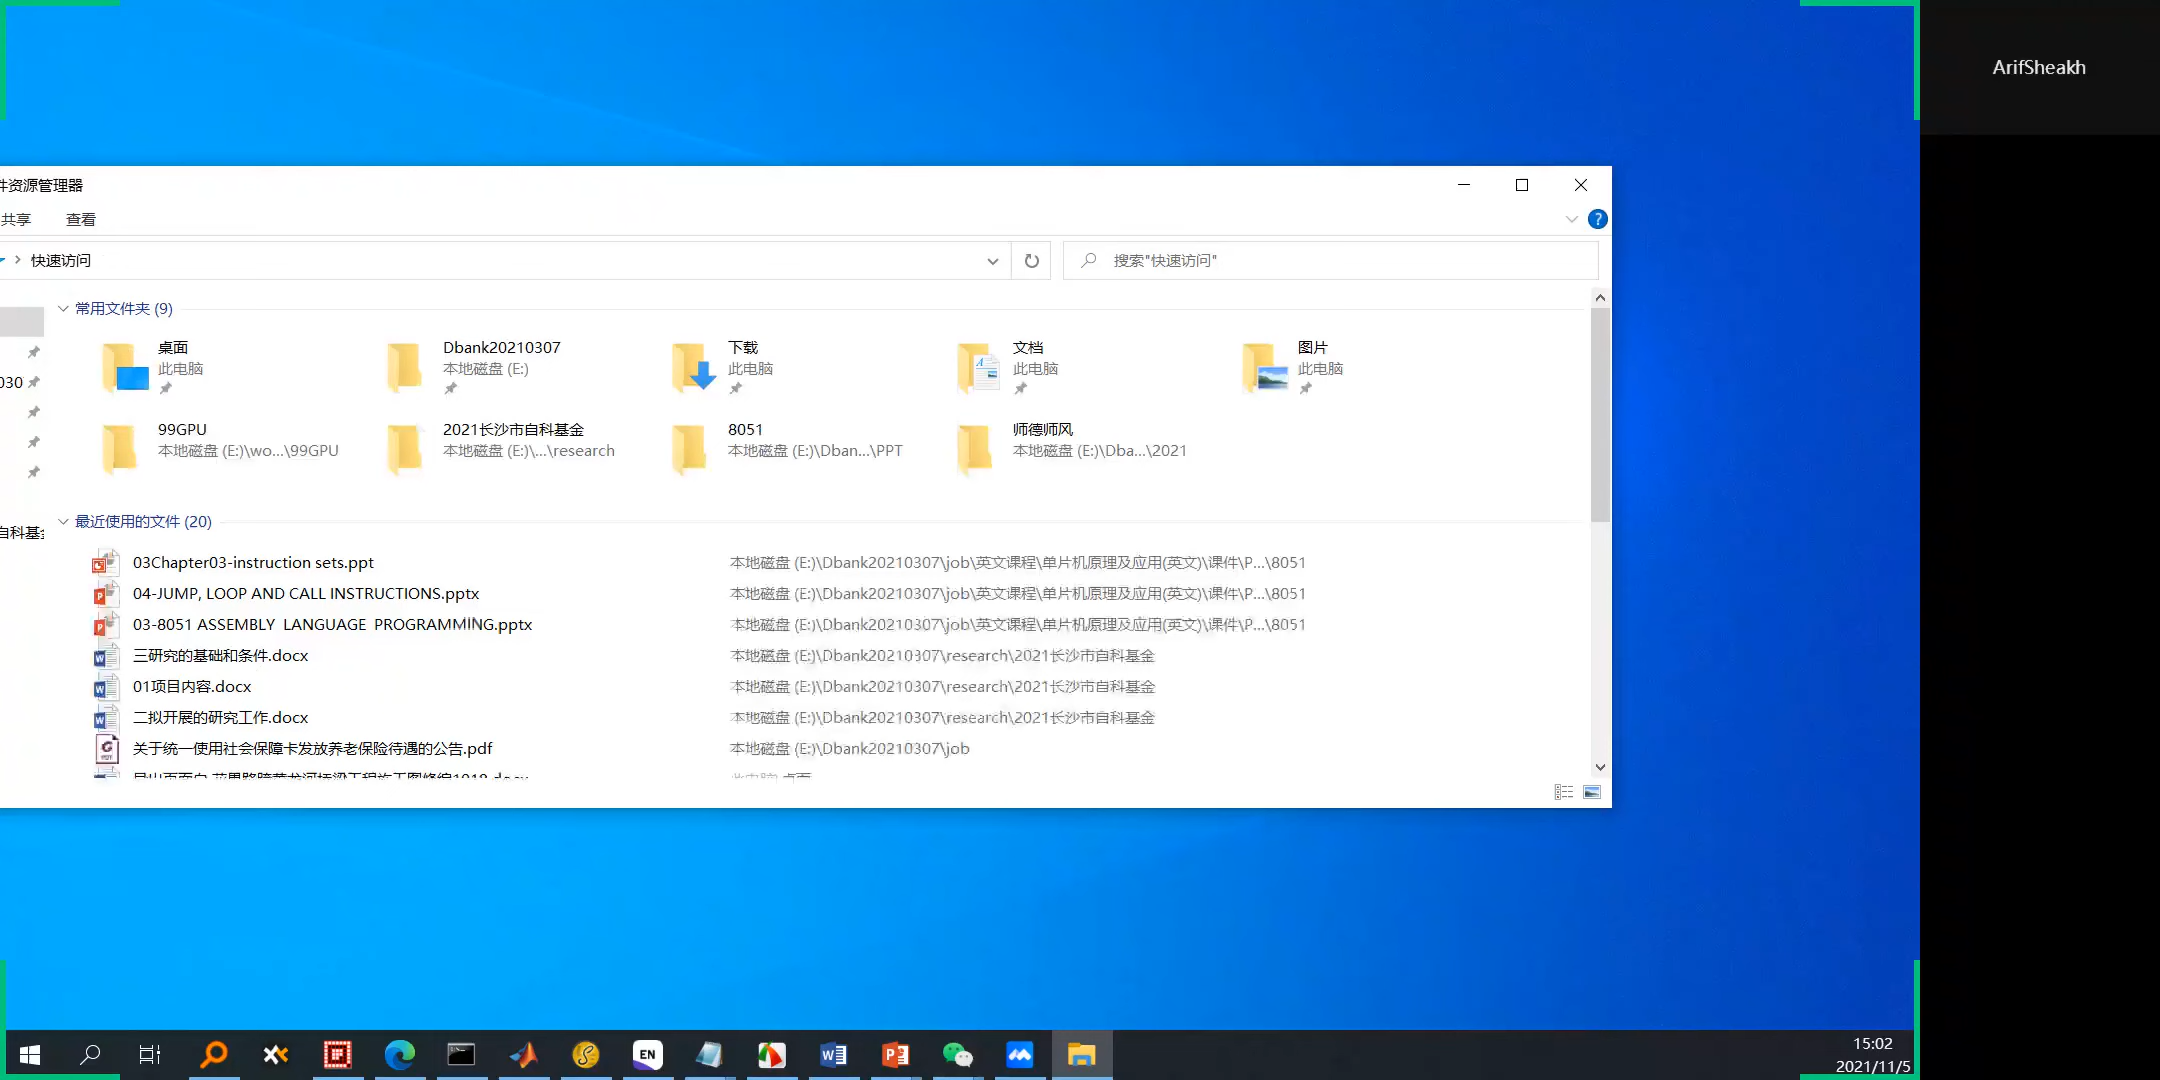 ArifSheakh
件资源管理器
共享 查看
快速访问
搜索"快速访问"
常用文件夹 (9)
桌面
此电脑
Dbank20210307
本地磁盘 (E:)
下载
此电脑
文档
此电脑
图片
此电脑
030
99GPU
本地磁盘 (E:)\wo...\99GPU
2021长沙市自科基金
本地磁盘 (E:)\...\research
8051
本地磁盘 (E:)\Dban...\PPT
师德师风
本地磁盘 (E:)\Dba...\2021
最近使用的文件 (20)
自科基
03Chapter03-instruction sets.ppt 本地磁盘 (E:)\Dbank20210307\job\英文课程\单片机原理及应用(英文)\课件\P...\8051
04-JUMP, LOOP AND CALL INSTRUCTIONS.pptx 本地磁盘 (E:)\Dbank20210307\job\英文课程\单片机原理及应用(英文)\课件\P...\8051
03-8051 ASSEMBLY LANGUAGE PROGRAMMING.pptx 本地磁盘 (E:)\Dbank20210307\job\英文课程\单片机原理及应用(英文)\课件\P...\8051
三研究的基础和条件.docx 本地磁盘 (E:)\Dbank20210307\research\2021长沙市自科基金
01项目内容.docx 本地磁盘 (E:)\Dbank20210307\research\2021长沙市自科基金
二拟开展的研究工作.docx 本地磁盘 (E:)\Dbank20210307\research\2021长沙市自科基金
关于统一使用社会保障卡发放养老保险待遇的公告.pdf 本地磁盘 (E:)\Dbank20210307\job
此电脑\桌面
EN
15:02
2021/11/5